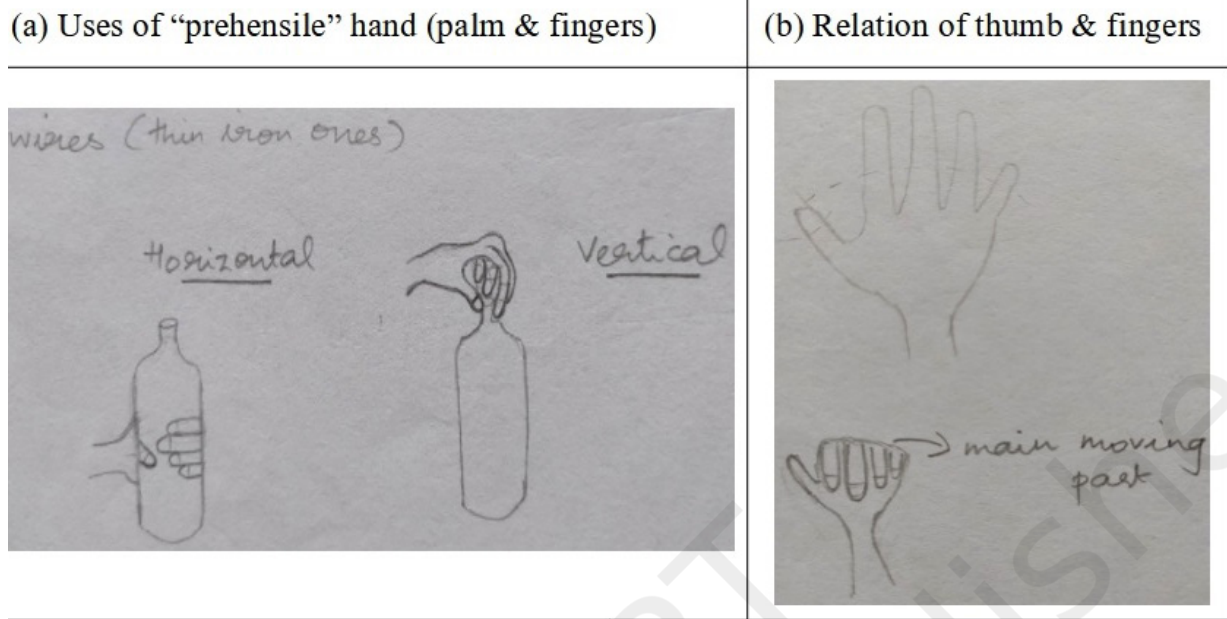 (a) Uses of “prehensile” hand (palm & fingers)
(b) Relation of thumb & fingers
wires (thin iron ones)
Horizontal
Vertical
main moving
part